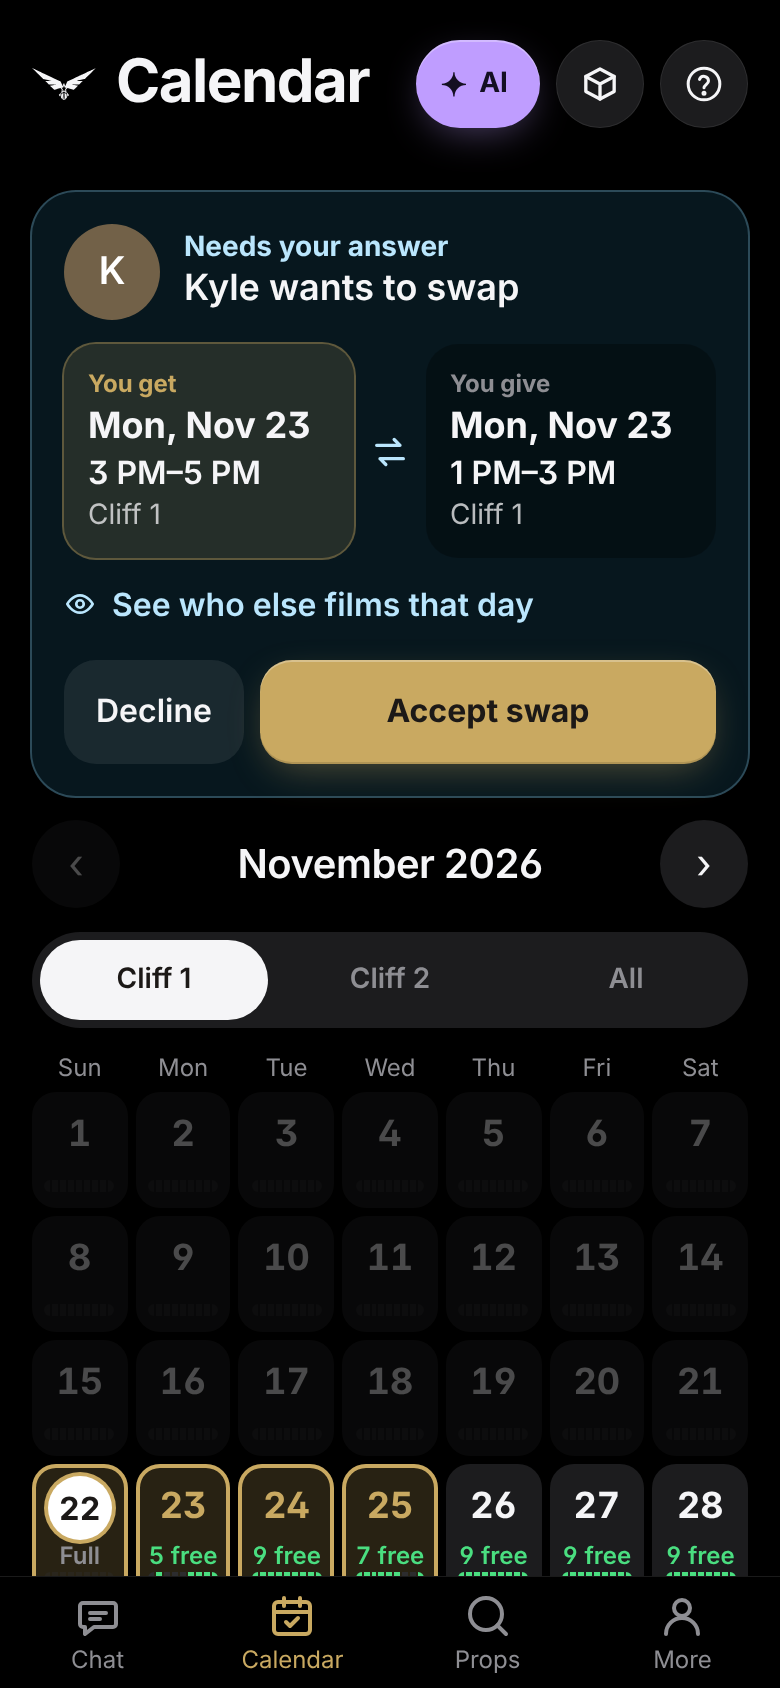 Calendar
AI
K
Needs your answer
Kyle wants to swap
You get
Mon, Nov 23
3 PM–5 PM
Cliff 1
You give
Mon, Nov 23
1 PM–3 PM
Cliff 1
See who else films that day
Decline
Accept swap
‹ November 2026 ›
Cliff 1 Cliff 2 All
Sun Mon Tue Wed Thu Fri Sat
1 2 3 4 5 6 7
8 9 10 11 12 13 14
15 16 17 18 19 20 21
22 23 24 25 26 27 28
Full 5 free 9 free 7 free 9 free 9 free 9 free
Chat Calendar Props More